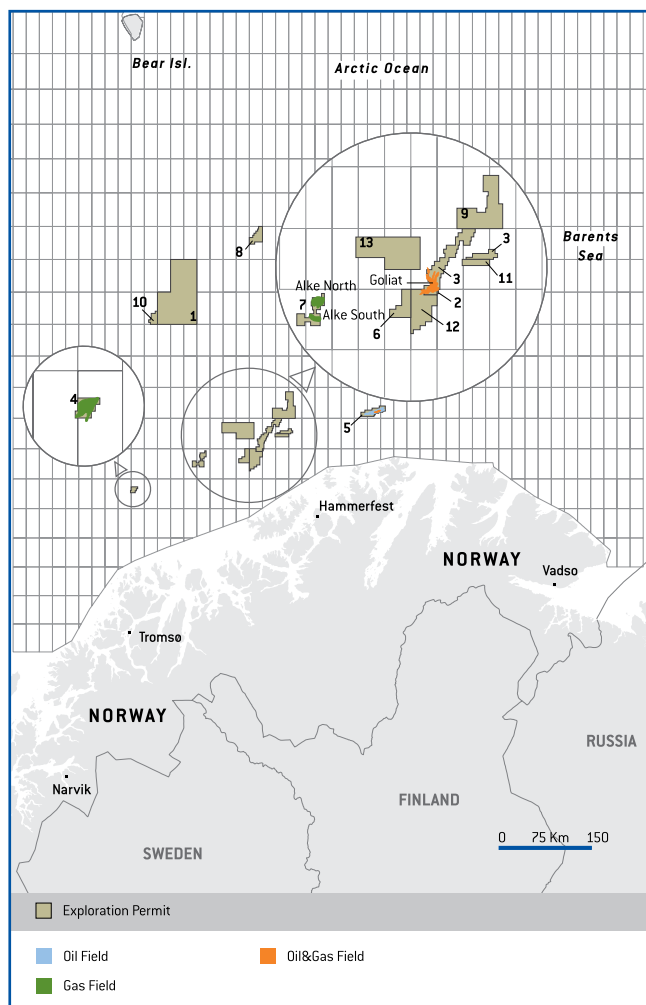 Bear Isl.
Arctic Ocean
Barents
Sea
9
3
13
8
3
11
Goliat
Alke North
2
7
Alke South
10
1
6
12
4
5
Hammerfest
NORWAY
Vadso
Tromsø
NORWAY
RUSSIA
Narvik
FINLAND
0 75 Km 150
SWEDEN
Exploration Permit
Oil Field
Oil&Gas Field
Gas Field